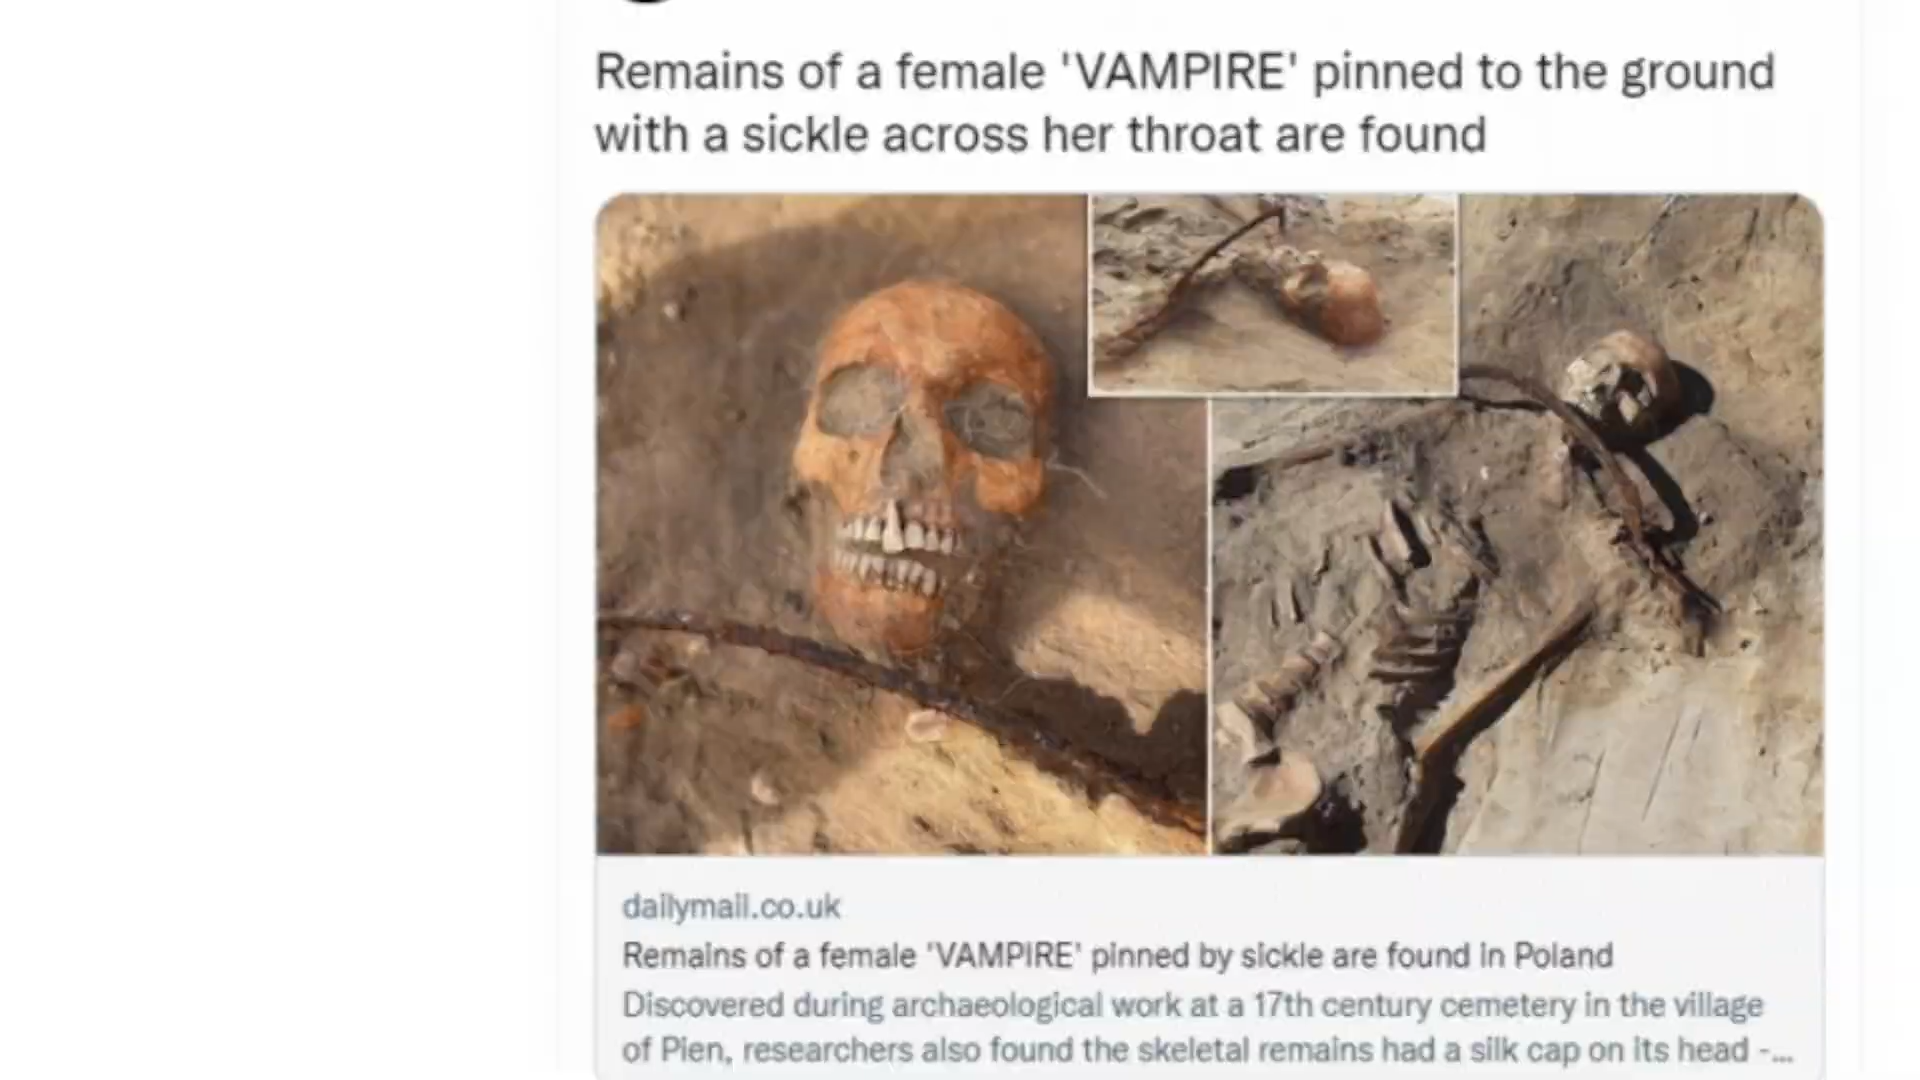 Remains of a female 'VAMPIRE' pinned to the ground
with a sickle across her throat are found
dailymail.co.uk
Remains of a female 'VAMPIRE' pinned by sickle are found in Poland
Discovered during archaeological work at a 17th century cemetery in the village
of Pien, researchers also found the skeletal remains had a silk cap on its head -...